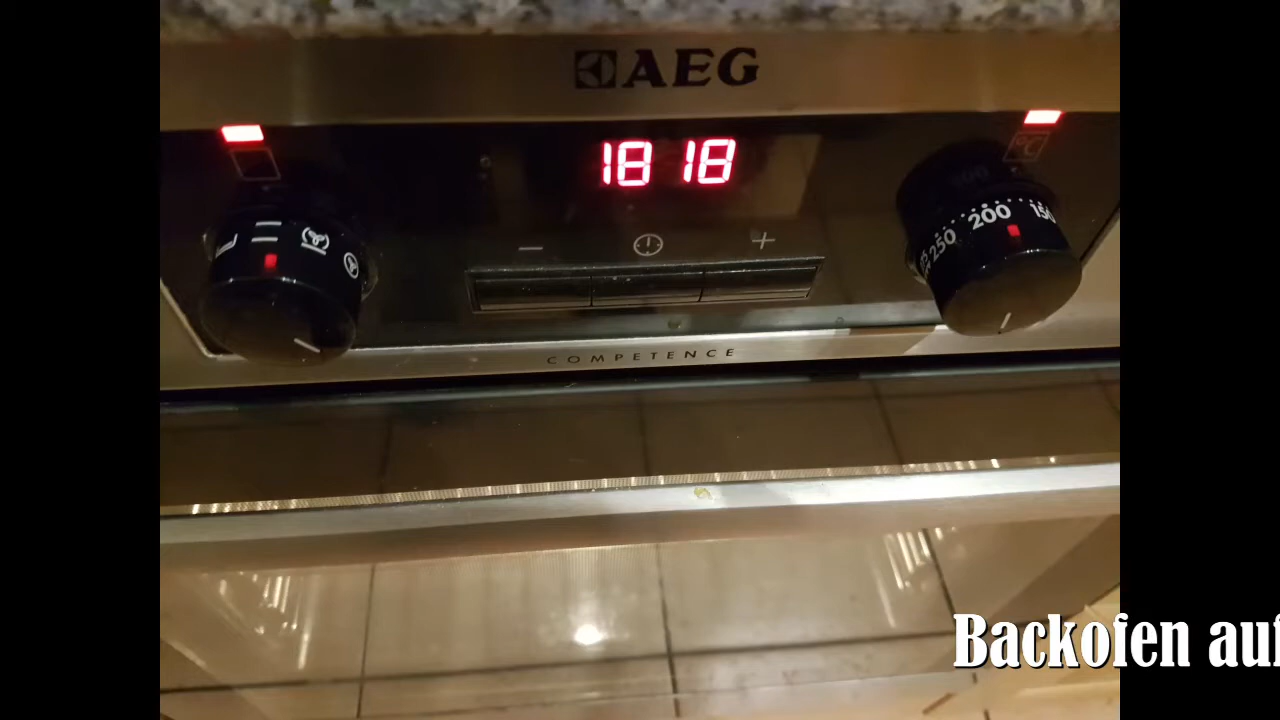 AEG
18 18
°C
250 200 150
COMPETENCE
Backofen auf